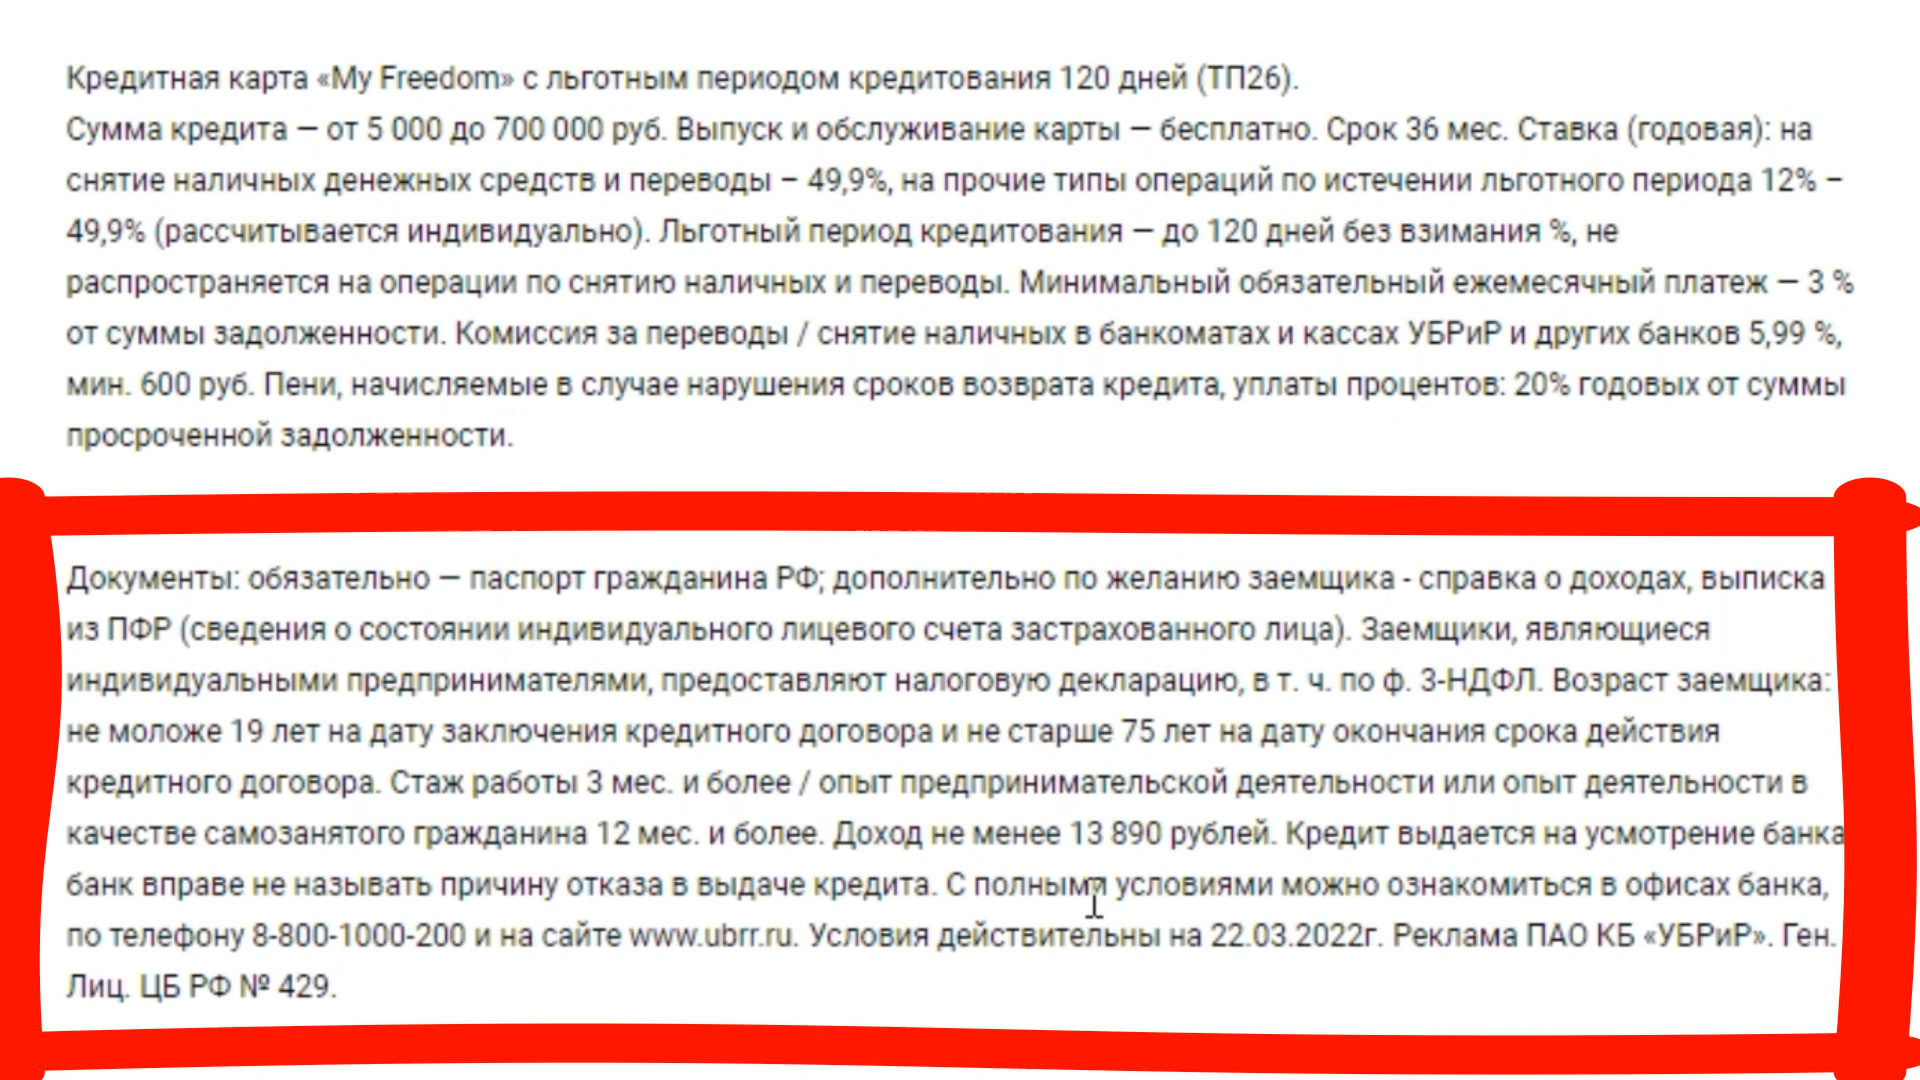 Кредитная карта «My Freedom» с льготным периодом кредитования 120 дней (ТП26).
Сумма кредита — от 5 000 до 700 000 руб. Выпуск и обслуживание карты — бесплатно. Срок 36 мес. Ставка (годовая): на
снятие наличных денежных средств и переводы – 49,9%, на прочие типы операций по истечении льготного периода 12% –
49,9% (рассчитывается индивидуально). Льготный период кредитования — до 120 дней без взимания %, не
распространяется на операции по снятию наличных и переводы. Минимальный обязательный ежемесячный платеж — 3 %
от суммы задолженности. Комиссия за переводы / снятие наличных в банкоматах и кассах УБРиР и других банков 5,99 %,
мин. 600 руб. Пени, начисляемые в случае нарушения сроков возврата кредита, уплаты процентов: 20% годовых от суммы
просроченной задолженности.
Документы: обязательно — паспорт гражданина РФ; дополнительно по желанию заемщика - справка о доходах, выписка
из ПФР (сведения о состоянии индивидуального лицевого счета застрахованного лица). Заемщики, являющиеся
индивидуальными предпринимателями, предоставляют налоговую декларацию, в т. ч. по ф. 3-НДФЛ. Возраст заемщика:
не моложе 19 лет на дату заключения кредитного договора и не старше 75 лет на дату окончания срока действия
кредитного договора. Стаж работы 3 мес. и более / опыт предпринимательской деятельности или опыт деятельности в
качестве самозанятого гражданина 12 мес. и более. Доход не менее 13 890 рублей. Кредит выдается на усмотрение банка
банк вправе не называть причину отказа в выдаче кредита. С полными условиями можно ознакомиться в офисах банка,
по телефону 8-800-1000-200 и на сайте www.ubrr.ru. Условия действительны на 22.03.2022г. Реклама ПАО КБ «УБРиР». Ген.
Лиц. ЦБ РФ № 429.